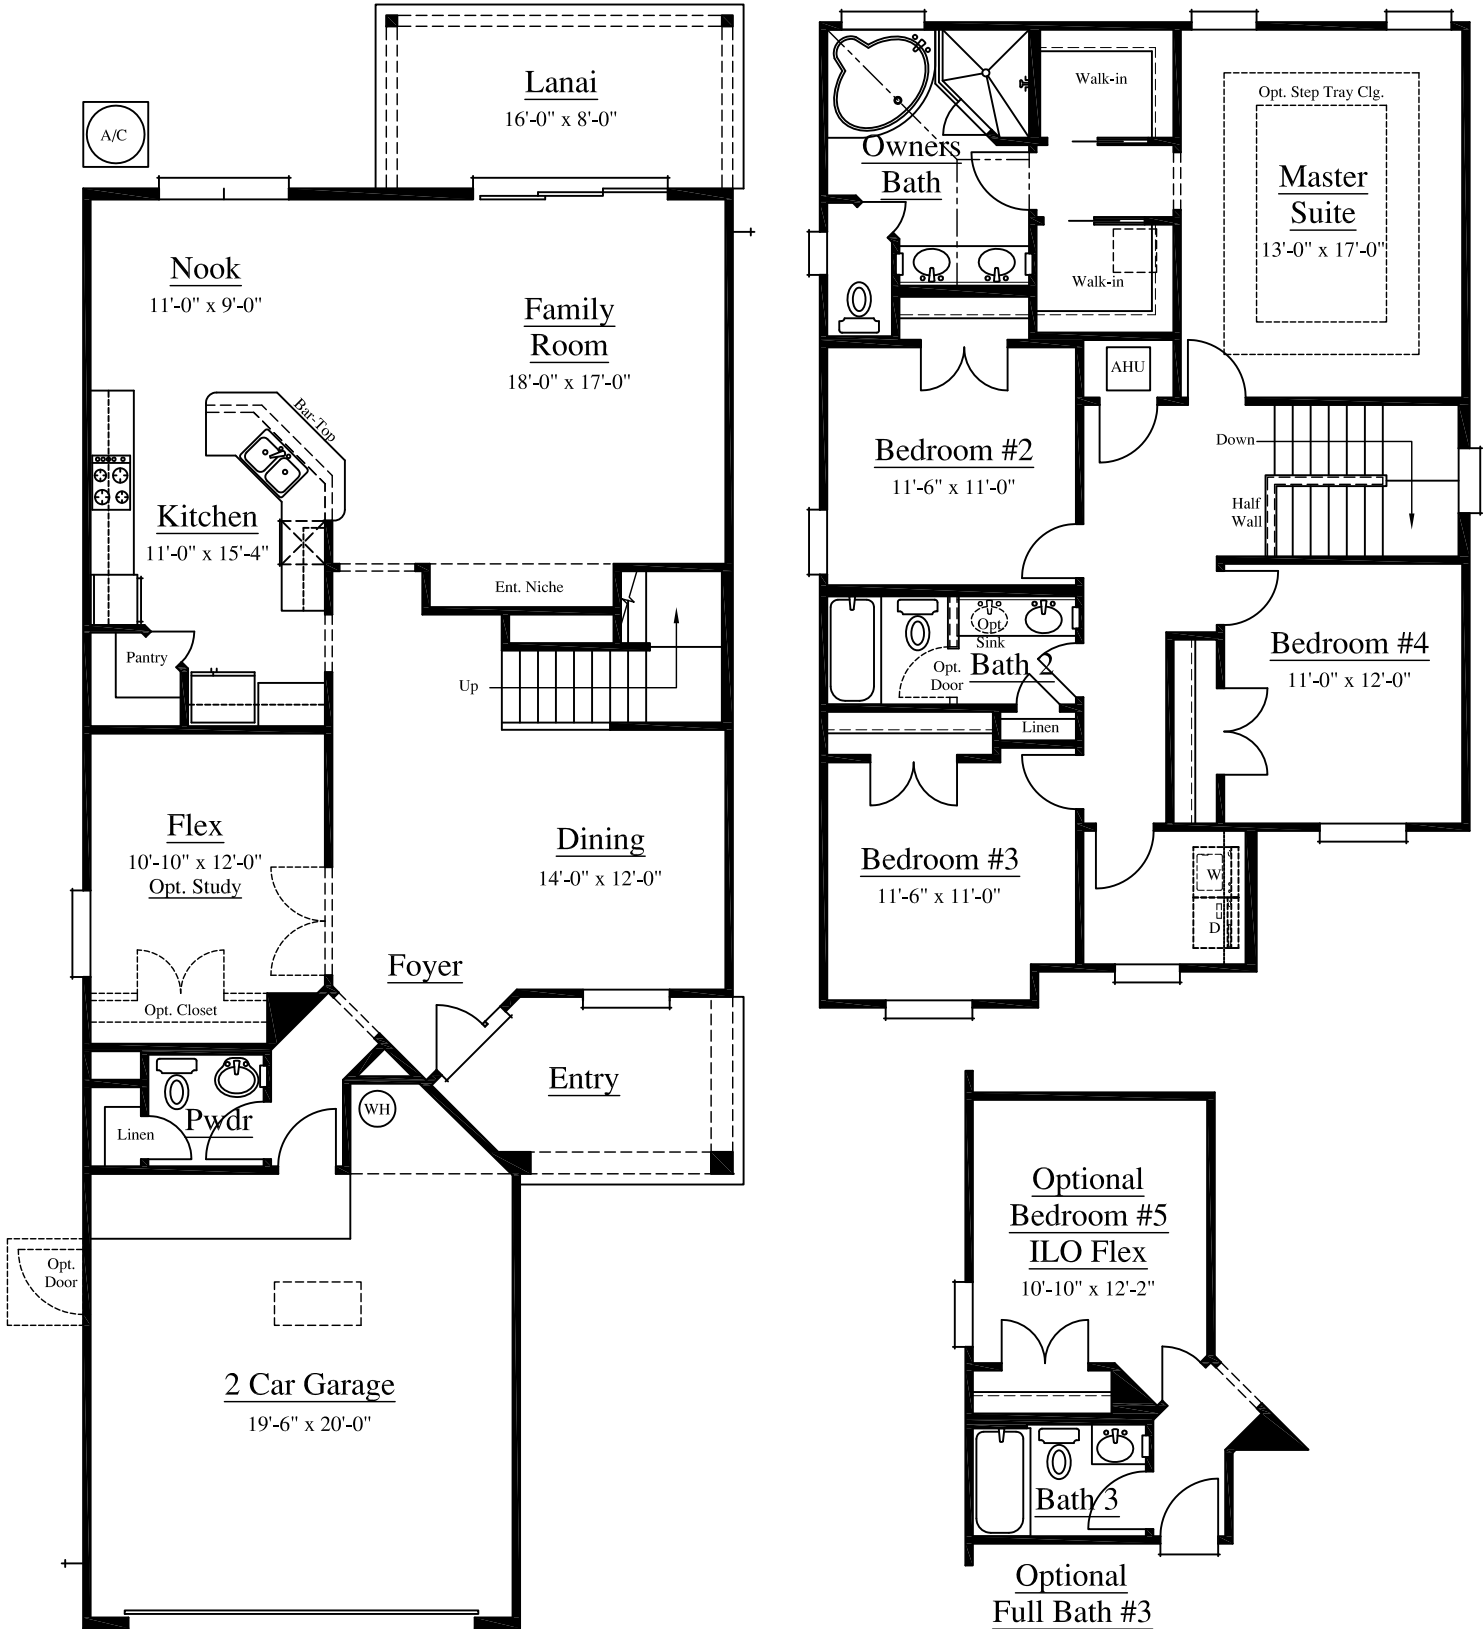 Lanai
16'-0" x 8'-0"
A/C
Nook
11'-0" x 9'-0"
Family
Room
18'-0" x 17'-0"
Bar-Top
Kitchen
11'-0" x 15'-4"
Ent. Niche
Pantry
Up
Flex
10'-10" x 12'-0"
Opt. Study
Dining
14'-0" x 12'-0"
Foyer
Opt. Closet
Entry
WH
Pwdr
Linen
Opt.
Door
2 Car Garage
19'-6" x 20'-0"
Walk-in
Opt. Step Tray Clg.
Owners
Bath
Master
Suite
13'-0" x 17'-0"
Walk-in
AHU
Bedroom #2
11'-6" x 11'-0"
Down
Half
Wall
Opt.
Sink
Opt.
Door
Bath 2
Linen
Bedroom #4
11'-0" x 12'-0"
Bedroom #3
11'-6" x 11'-0"
W
D
Optional
Bedroom #5
ILO Flex
10'-10" x 12'-2"
Bath 3
Optional
Full Bath #3